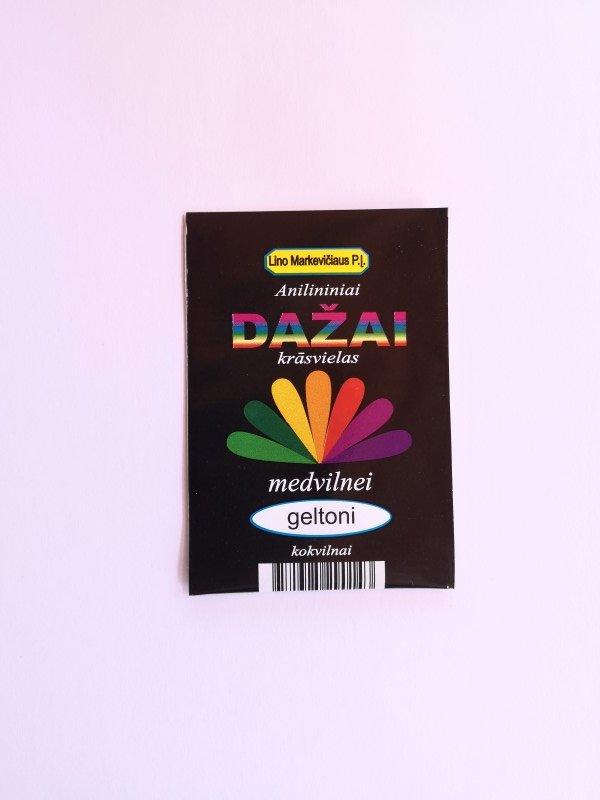 Lino Markevičiaus P.Į.
Anilininiai
DAŽAI
krāsvielas
medvilnei
geltoni
kokvilnai